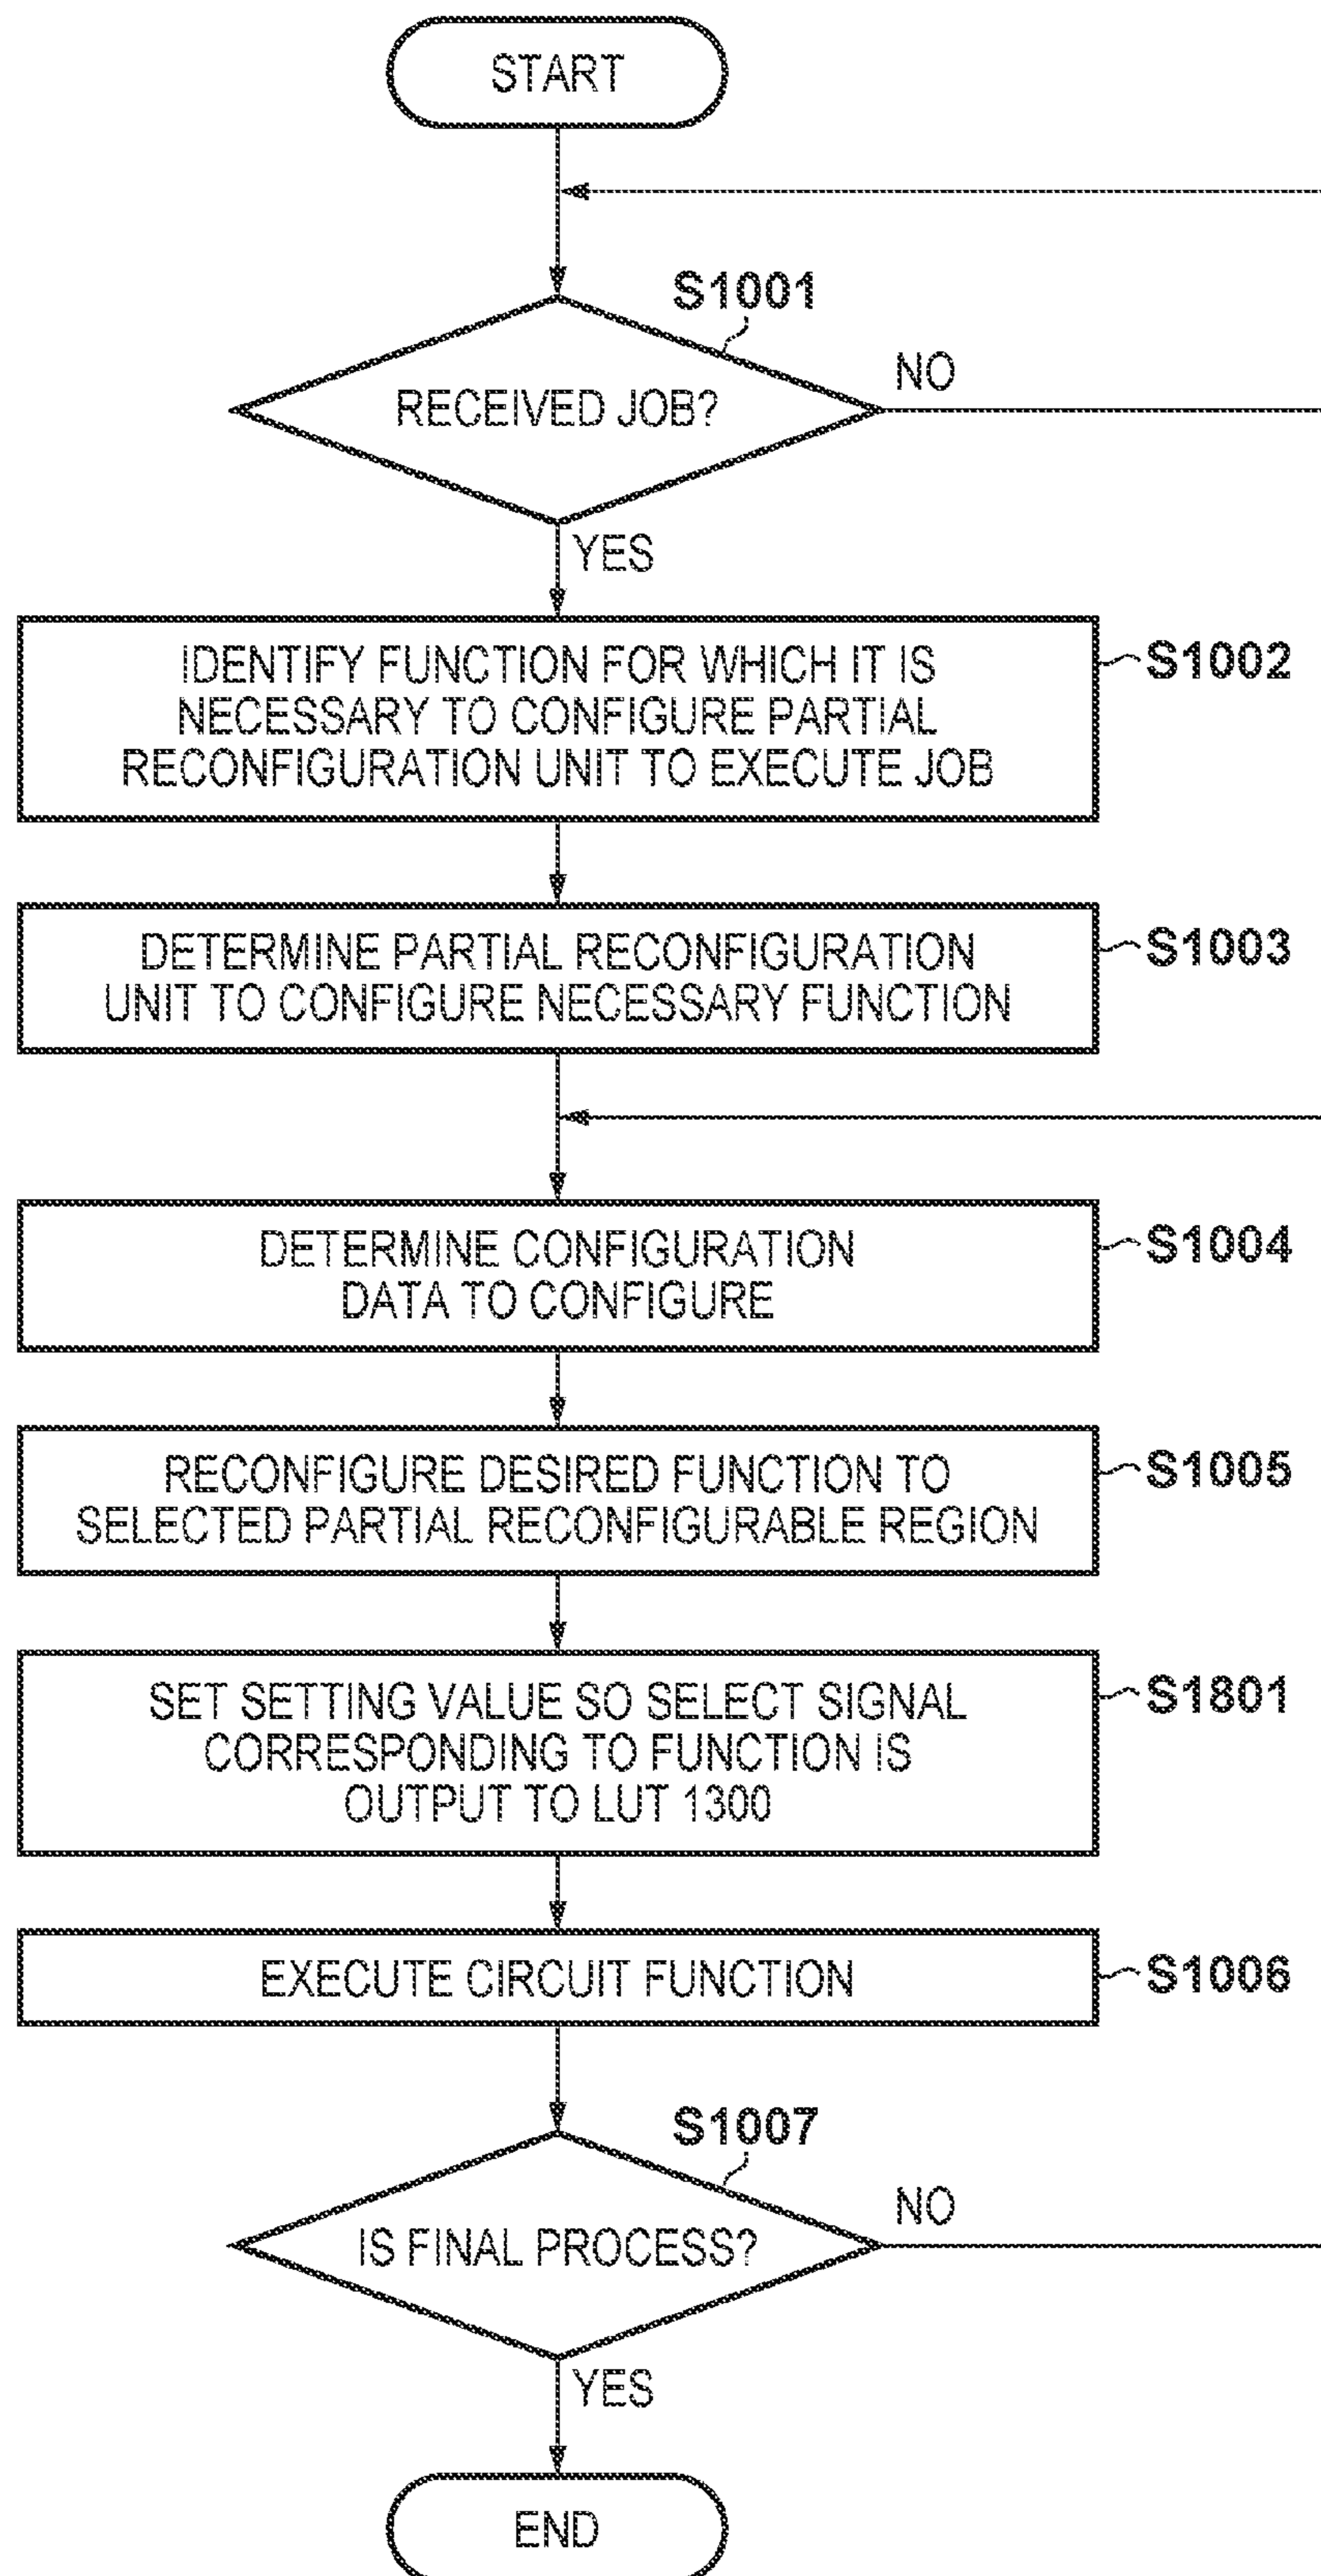 START
S1001
RECEIVED JOB?
NO
YES
IDENTIFY FUNCTION FOR WHICH IT IS
NECESSARY TO CONFIGURE PARTIAL
RECONFIGURATION UNIT TO EXECUTE JOB
S1002
DETERMINE PARTIAL RECONFIGURATION
UNIT TO CONFIGURE NECESSARY FUNCTION
S1003
DETERMINE CONFIGURATION
DATA TO CONFIGURE
S1004
RECONFIGURE DESIRED FUNCTION TO
SELECTED PARTIAL RECONFIGURABLE REGION
S1005
SET SETTING VALUE SO SELECT SIGNAL
CORRESPONDING TO FUNCTION IS
OUTPUT TO LUT 1300
S1801
EXECUTE CIRCUIT FUNCTION
S1006
S1007
IS FINAL PROCESS?
NO
YES
END